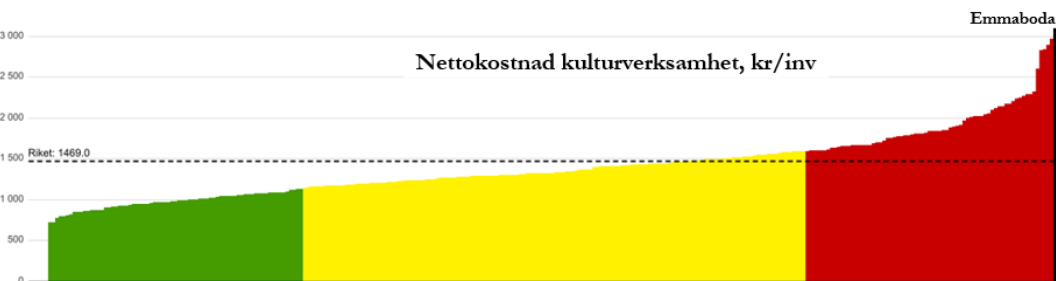 Emmaboda
3 000
Nettokostnad kulturverksamhet, kr/inv
2 500
2 000
Riket: 1469.0
1 500
1 000
500
0